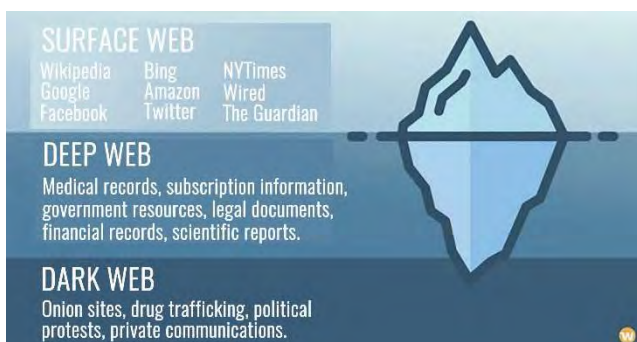 SURFACE WEB
Wikipedia Bing NYTimes
Google Amazon Wired
Facebook Twitter The Guardian
DEEP WEB
Medical records, subscription information,
government resources, legal documents,
financial records, scientific reports.
DARK WEB
Onion sites, drug trafficking, political
protests, private communications.
W